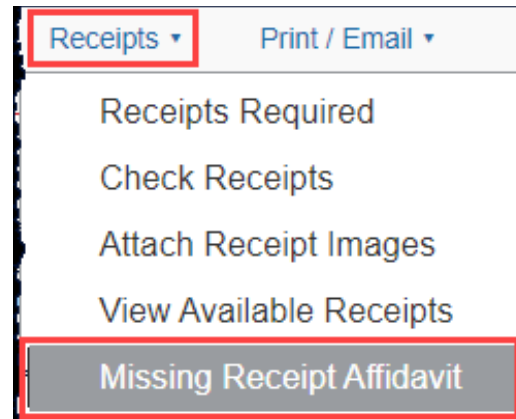 Receipts ▾ Print / Email ▾
Receipts Required
Check Receipts
Attach Receipt Images
View Available Receipts
Missing Receipt Affidavit